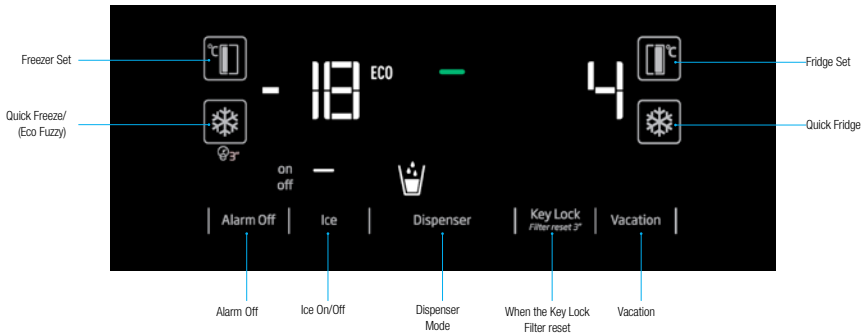 Freezer Set
Quick Freeze/
(Eco Fuzzy)
°C
-18
ECO
4
°C
Fridge Set
Quick Fridge
3"
on
off
Alarm Off
Ice
Dispenser
Key Lock
Filter reset 3"
Vacation
Alarm Off
Ice On/Off
Dispenser
Mode
When the Key Lock
Filter reset
Vacation